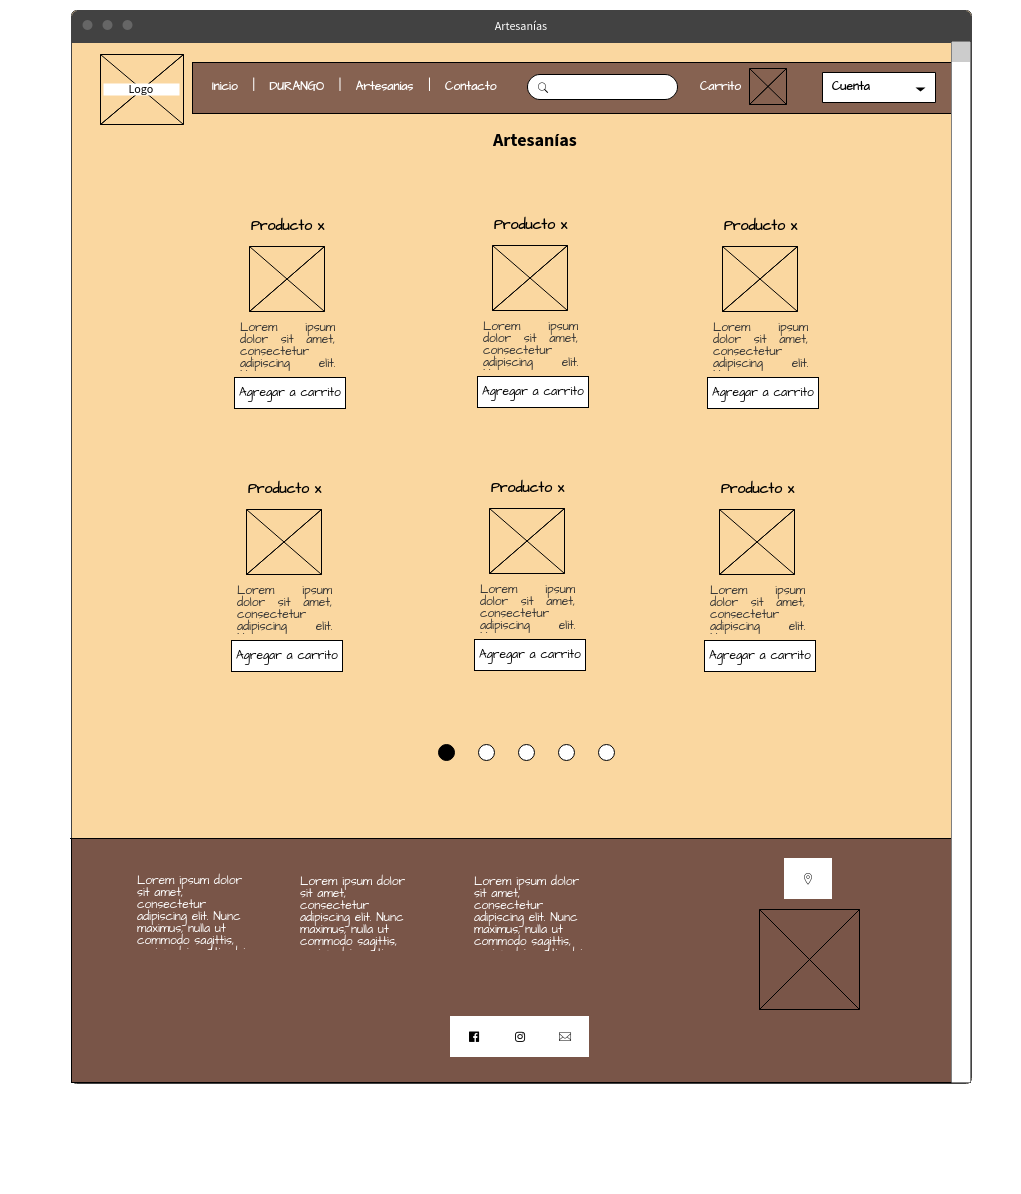 Artesanías
Logo
Inicio | DURANGO | Artesanias | Contacto
Carrito
Cuenta
Artesanías
Producto x
Lorem ipsum
dolor sit amet,
consectetur
adipiscing elit.
Agregar a carrito
Producto x
Lorem ipsum
dolor sit amet,
consectetur
adipiscing elit.
Agregar a carrito
Producto x
Lorem ipsum
dolor sit amet,
consectetur
adipiscing elit.
Agregar a carrito
Producto x
Lorem ipsum
dolor sit amet,
consectetur
adipiscing elit.
Agregar a carrito
Producto x
Lorem ipsum
dolor sit amet,
consectetur
adipiscing elit.
Agregar a carrito
Producto x
Lorem ipsum
dolor sit amet,
consectetur
adipiscing elit.
Agregar a carrito
Lorem ipsum dolor
sit amet,
consectetur
adipiscing elit. Nunc
maximus, nulla ut
commodo sagittis,
Lorem ipsum dolor
sit amet,
consectetur
adipiscing elit. Nunc
maximus, nulla ut
commodo sagittis,
Lorem ipsum dolor
sit amet,
consectetur
adipiscing elit. Nunc
maximus, nulla ut
commodo sagittis,